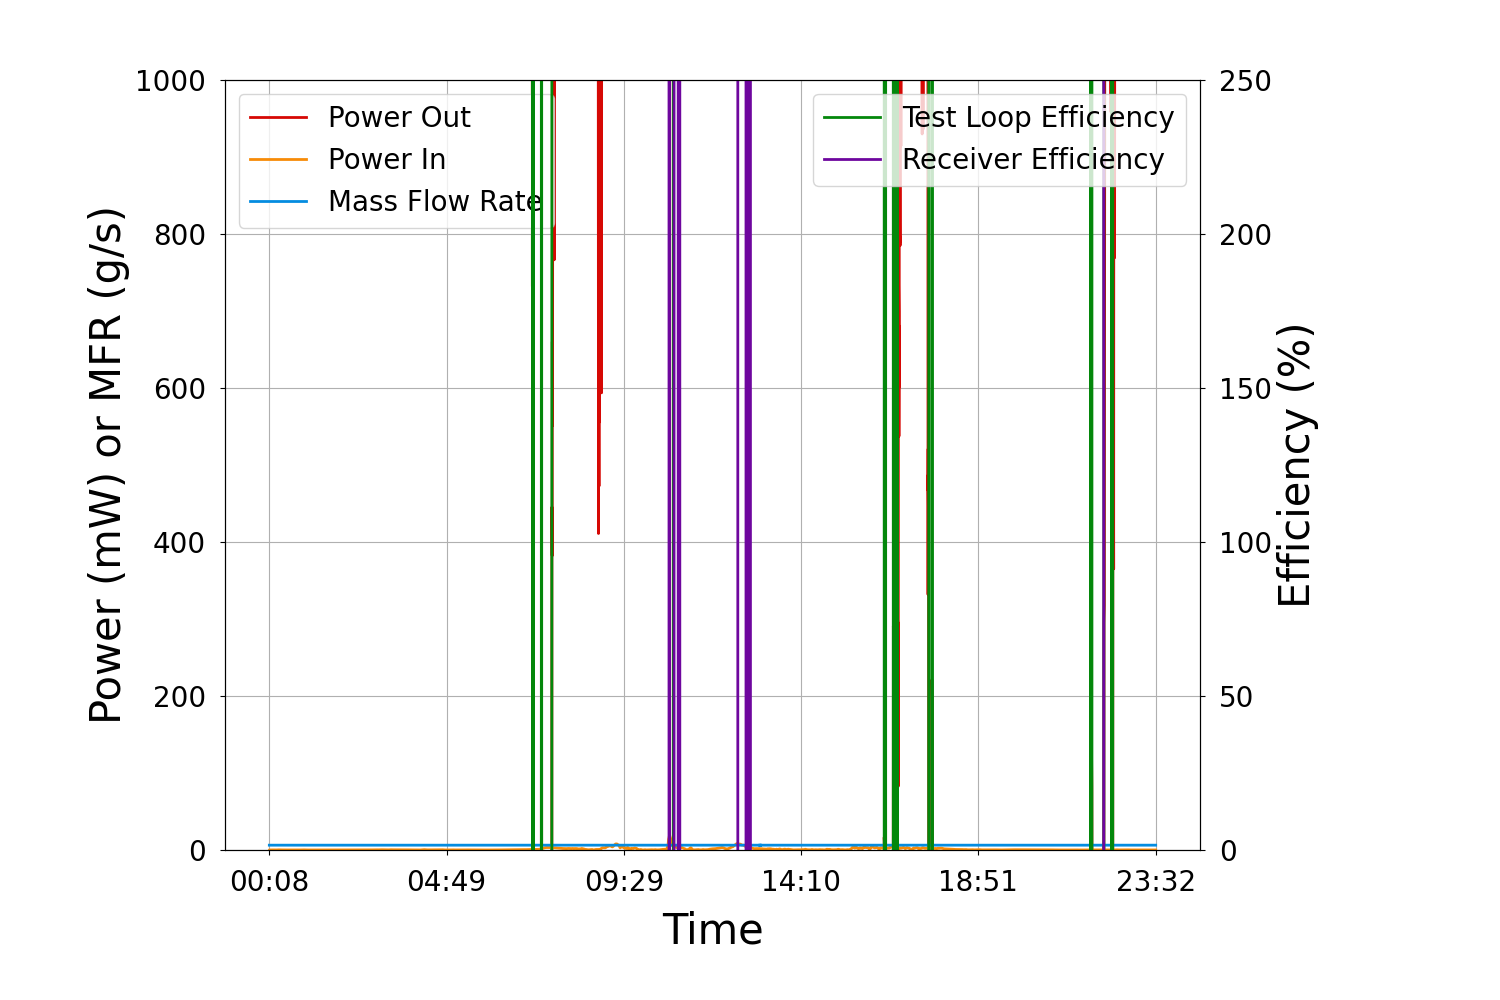 1000
800
600
400
200
0
Power (mW) or MFR (g/s)
Power Out
Power In
Mass Flow Rate
Test Loop Efficiency
Receiver Efficiency
250
200
150
100
50
0
Efficiency (%)
00:08 04:49 09:29 14:10 18:51 23:32
Time